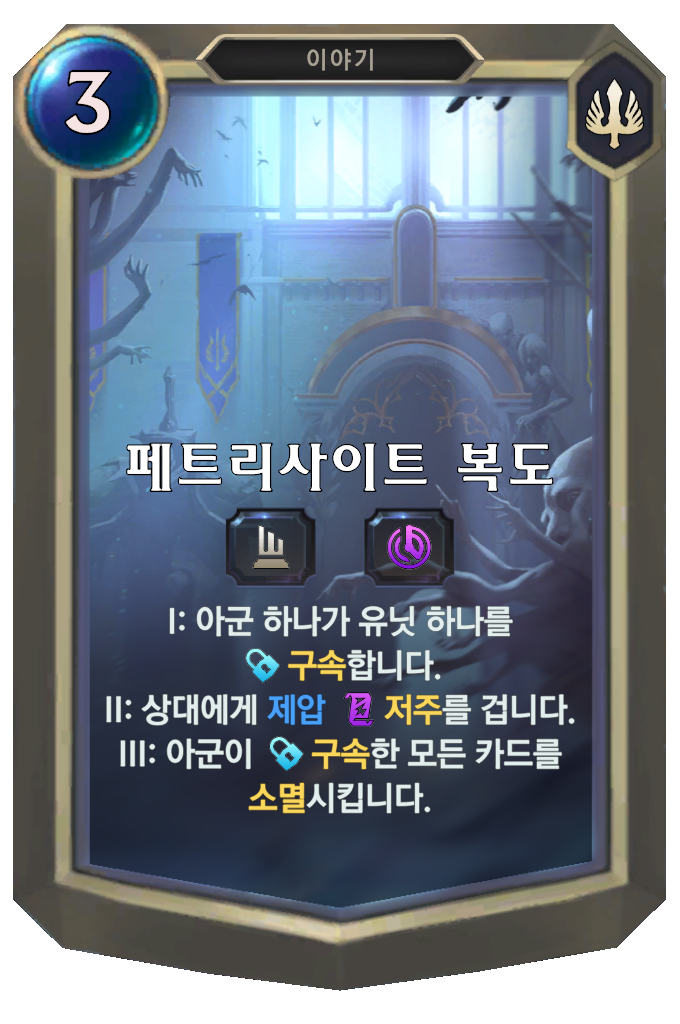 3
이야기
페트리사이트 복도
I: 아군 하나가 유닛 하나를
구속합니다.
II: 상대에게 제압 저주를 겁니다.
III: 아군이 구속한 모든 카드를
소멸시킵니다.